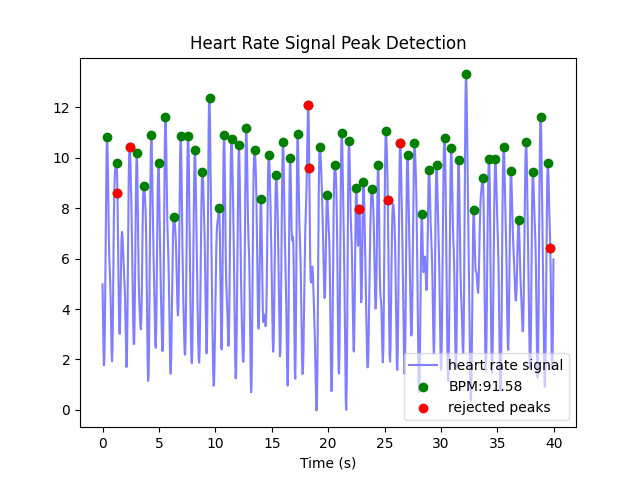 Heart Rate Signal Peak Detection
12
10
8
6
4
2
0
heart rate signal
BPM:91.58
rejected peaks
0 5 10 15 20 25 30 35 40
Time (s)